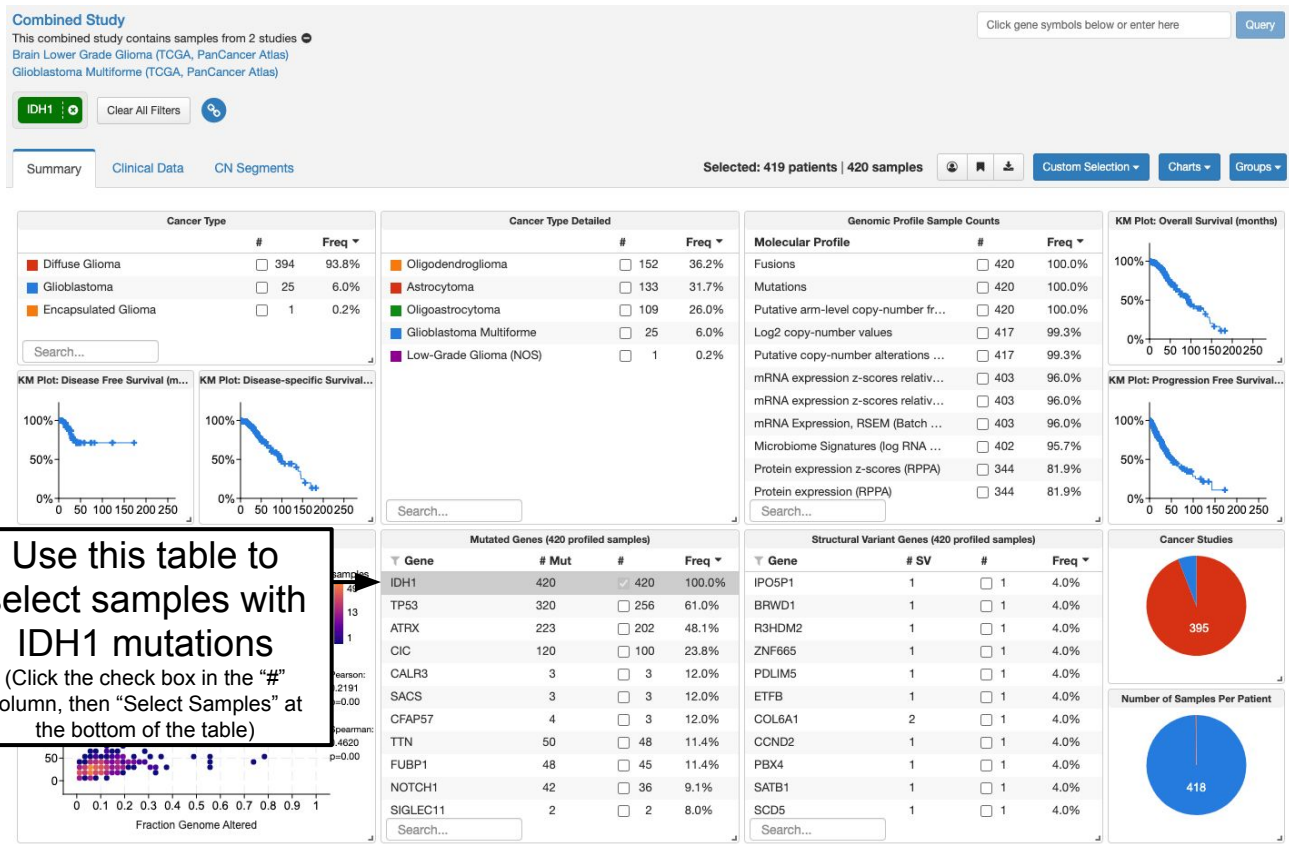 Combined Study
This combined study contains samples from 2 studies
Brain Lower Grade Glioma (TCGA, PanCancer Atlas)
Glioblastoma Multiforme (TCGA, PanCancer Atlas)
Click gene symbols below or enter here
Query
IDH1
Clear All Filters
Summary
Clinical Data
CN Segments
Selected: 419 patients | 420 samples
Custom Selection
Charts
Groups
Cancer Type
# Freq
Diffuse Glioma 394 93.8%
Glioblastoma 25 6.0%
Encapsulated Glioma 1 0.2%
Search...
Cancer Type Detailed
# Freq
Oligodendroglioma 152 36.2%
Astrocytoma 133 31.7%
Oligoastrocytoma 109 26.0%
Glioblastoma Multiforme 25 6.0%
Low-Grade Glioma (NOS) 1 0.2%
Search...
Genomic Profile Sample Counts
Molecular Profile # Freq
Fusions 420 100.0%
Mutations 420 100.0%
Putative arm-level copy-number fr... 420 100.0%
Log2 copy-number values 417 99.3%
Putative copy-number alterations ... 417 99.3%
mRNA expression z-scores relativ... 403 96.0%
mRNA expression z-scores relativ... 403 96.0%
mRNA Expression, RSEM (Batch ... 403 96.0%
Microbiome Signatures (log RNA ... 402 95.7%
Protein expression z-scores (RPPA) 344 81.9%
Protein expression (RPPA) 344 81.9%
Search...
KM Plot: Overall Survival (months)
100%
50%
0%
0 50 100 150 200 250
KM Plot: Disease Free Survival (m...
100%
50%
0%
0 50 100 150 200 250
KM Plot: Disease-specific Survival...
100%
50%
0%
0 50 100 150 200 250
KM Plot: Progression Free Survival...
100%
50%
0%
0 50 100 150 200 250
Use this table to
select samples with
IDH1 mutations
(Click the check box in the “#”
column, then “Select Samples” at
the bottom of the table)
samples
13
1
Pearson:
0.2191
p=0.00
Spearman:
0.4620
p=0.00
50
0
0 0.1 0.2 0.3 0.4 0.5 0.6 0.7 0.8 0.9 1
Fraction Genome Altered
Mutated Genes (420 profiled samples)
Gene # Mut # Freq
IDH1 420 420 100.0%
TP53 320 256 61.0%
ATRX 223 202 48.1%
CIC 120 100 23.8%
CALR3 3 3 12.0%
SACS 3 3 12.0%
CFAP57 4 3 12.0%
TTN 50 48 11.4%
FUBP1 48 45 11.4%
NOTCH1 42 36 9.1%
SIGLEC11 2 2 8.0%
Search...
Structural Variant Genes (420 profiled samples)
Gene # SV # Freq
IPO5P1 1 1 4.0%
BRWD1 1 1 4.0%
R3HDM2 1 1 4.0%
ZNF665 1 1 4.0%
PDLIM5 1 1 4.0%
ETFB 1 1 4.0%
COL6A1 2 1 4.0%
CCND2 1 1 4.0%
PBX4 1 1 4.0%
SATB1 1 1 4.0%
SCD5 1 1 4.0%
Search...
Cancer Studies
395
Number of Samples Per Patient
418